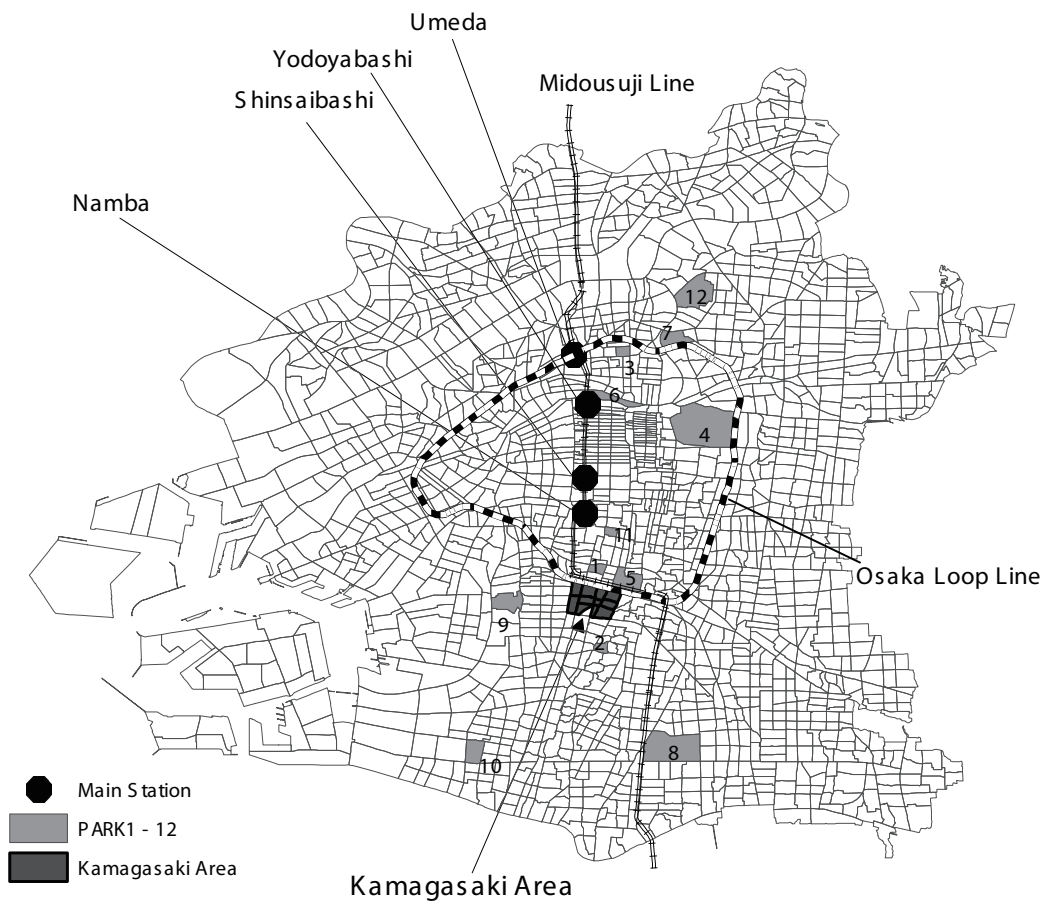 Umeda
Yodoyabashi
Shinsaibashi
Midousuji Line
Namba
12
7
3
6
4
11
1
5
Osaka Loop Line
9
2
8
10
Main Station
PARK1 - 12
Kamagasaki Area
Kamagasaki Area